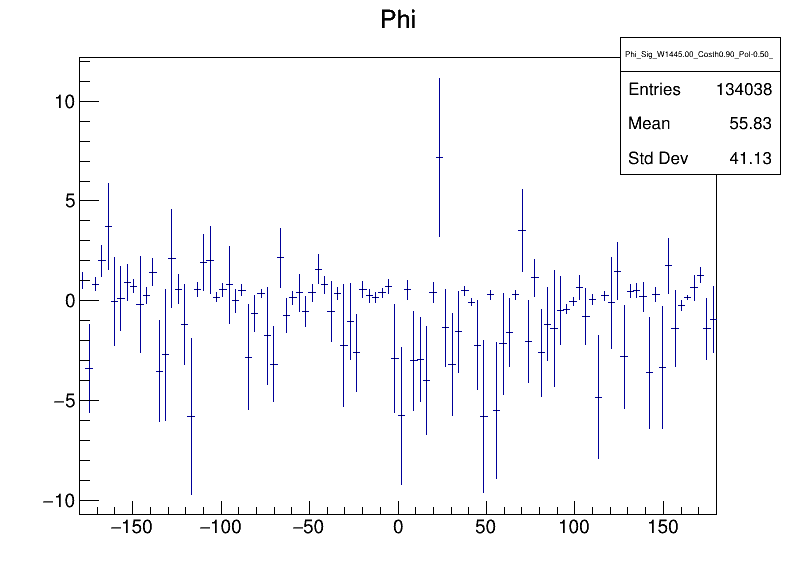 Phi
Phi_Sig_W1445.00_Costh0.90_Pol-0.50_
Entries 134038
Mean 55.83
Std Dev 41.13
10
5
0
−5
−10
−150 −100 −50 0 50 100 150